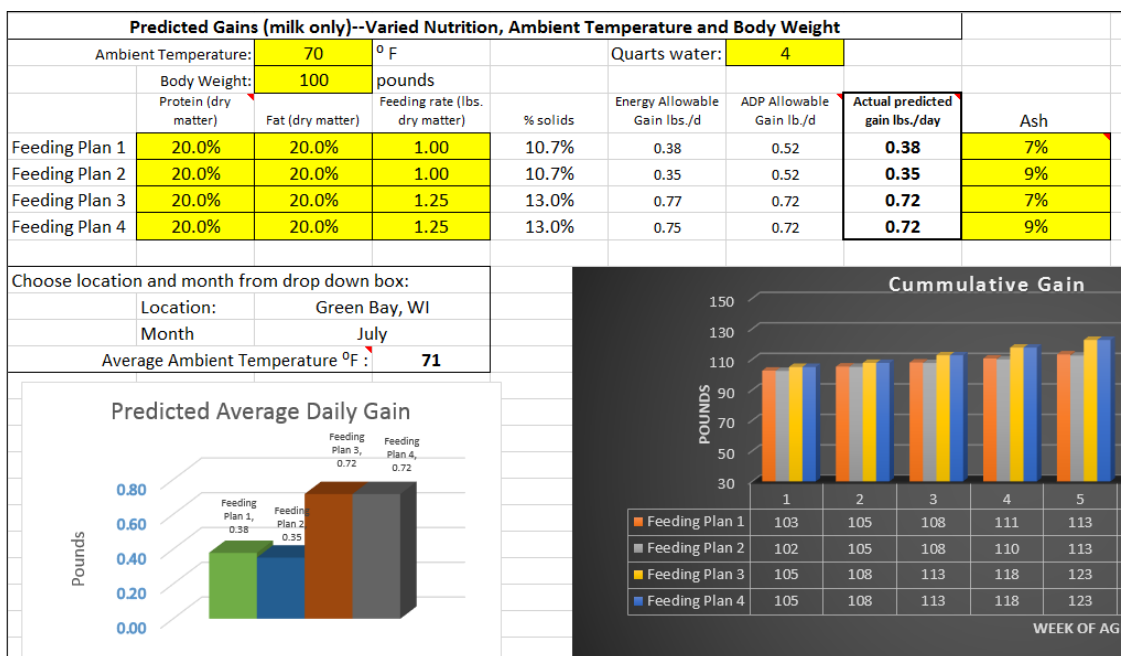 Predicted Gains (milk only)--Varied Nutrition, Ambient Temperature and Body Weight
Ambient Temperature: 70 ⁰ F Quarts water: 4
Body Weight: 100 pounds
Protein (dry matter) Fat (dry matter) Feeding rate (lbs. dry matter) % solids Energy Allowable Gain lbs./d ADP Allowable Gain lb./d Actual predicted gain lbs./day Ash
Feeding Plan 1 20.0% 20.0% 1.00 10.7% 0.38 0.52 0.38 7%
Feeding Plan 2 20.0% 20.0% 1.00 10.7% 0.35 0.52 0.35 9%
Feeding Plan 3 20.0% 20.0% 1.25 13.0% 0.77 0.72 0.72 7%
Feeding Plan 4 20.0% 20.0% 1.25 13.0% 0.75 0.72 0.72 9%
Choose location and month from drop down box:
Location: Green Bay, WI
Month July
Average Ambient Temperature ⁰F : 71
Predicted Average Daily Gain
Pounds
0.80
0.60
0.40
0.20
0.00
Feeding Plan 1, 0.38
Feeding Plan 2 0.35
Feeding Plan 3, 0.72
Feeding Plan 4, 0.72
Cummulative Gain
POUNDS
150
130
110
90
70
50
30
1 2 3 4 5
Feeding Plan 1 103 105 108 111 113
Feeding Plan 2 102 105 108 110 113
Feeding Plan 3 105 108 113 118 123
Feeding Plan 4 105 108 113 118 123
WEEK OF AG